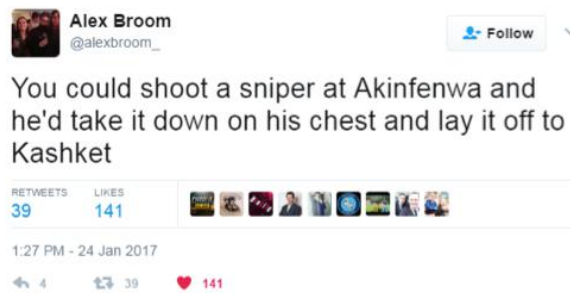 Alex Broom
@alexbroom_
Follow
You could shoot a sniper at Akinfenwa and
he'd take it down on his chest and lay it off to
Kashket
RETWEETS LIKES
39 141
1:27 PM - 24 Jan 2017
4 39 141